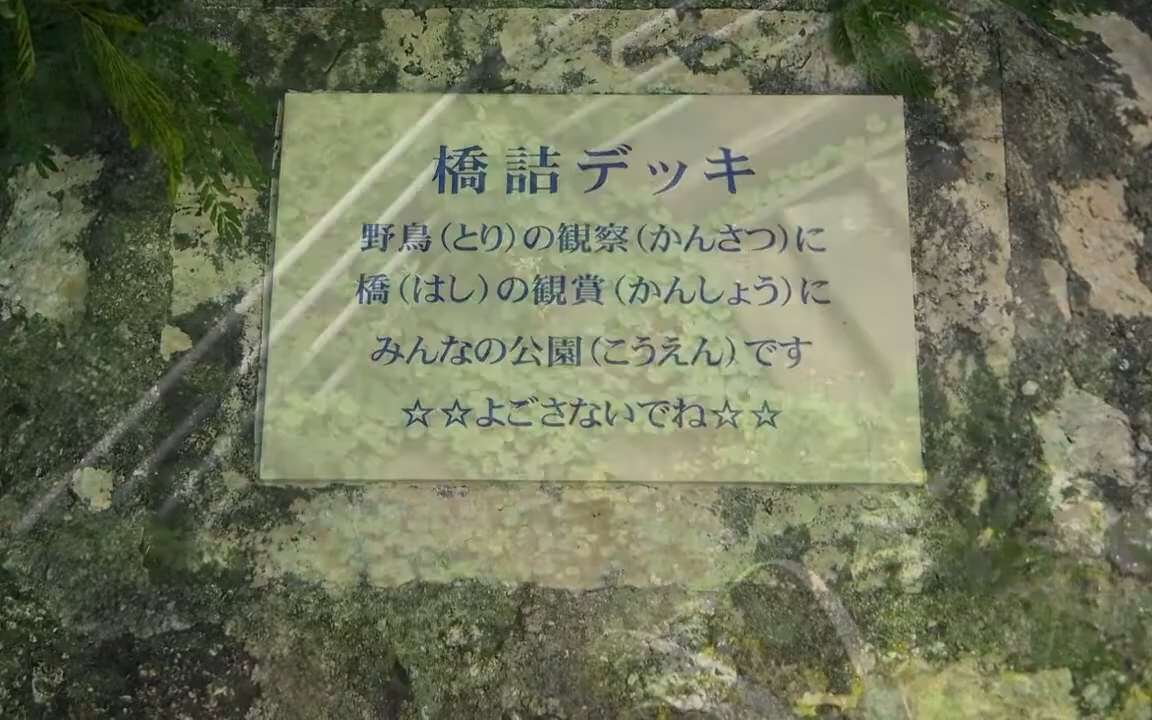 橋詰デッキ
野鳥(とり)の観察(かんさつ)に
橋(はし)の観賞(かんしょう)に
みんなの公園(こうえん)です
☆☆よごさないでね☆☆